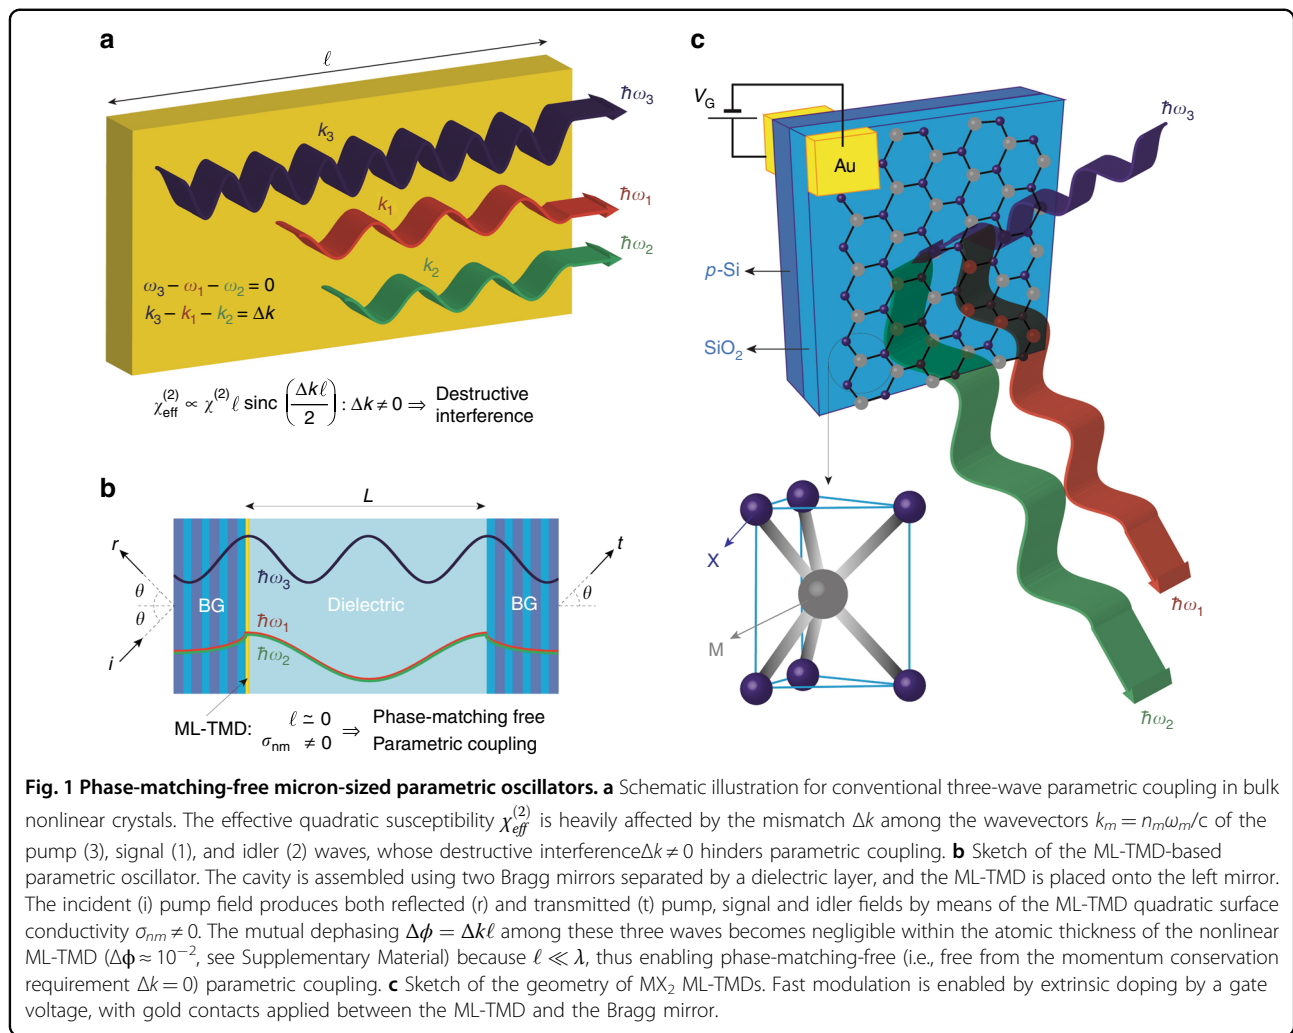 a
ℓ
ħω₃
k₃
k₁
ħω₁
k₂
ħω₂
ω₃ – ω₁ – ω₂ = 0
k₃ – k₁ – k₂ = Δk
χ_eff^(2) ∝ χ^(2) ℓ sinc (Δkℓ/2) : Δk ≠ 0 ⇒ Destructive
interference
b
L
r
t
θ
θ
θ
i
BG
ħω₃
Dielectric
BG
ħω₁
ħω₂
ML-TMD: ℓ ≃ 0 ⇒ Phase-matching free
σ_nm ≠ 0 Parametric coupling
c
V_G
Au
ħω₃
p-Si
SiO₂
X
M
ħω₁
ħω₂
Fig. 1 Phase-matching-free micron-sized parametric oscillators. a Schematic illustration for conventional three-wave parametric coupling in bulk
nonlinear crystals. The effective quadratic susceptibility χ_eff^(2) is heavily affected by the mismatch Δk among the wavevectors k_m = n_mω_m/c of the
pump (3), signal (1), and idler (2) waves, whose destructive interferenceΔk ≠ 0 hinders parametric coupling. b Sketch of the ML-TMD-based
parametric oscillator. The cavity is assembled using two Bragg mirrors separated by a dielectric layer, and the ML-TMD is placed onto the left mirror.
The incident (i) pump field produces both reflected (r) and transmitted (t) pump, signal and idler fields by means of the ML-TMD quadratic surface
conductivity σ_nm ≠ 0. The mutual dephasing Δϕ = Δkℓ among these three waves becomes negligible within the atomic thickness of the nonlinear
ML-TMD (Δϕ ≈ 10⁻², see Supplementary Material) because ℓ ≪ λ, thus enabling phase-matching-free (i.e., free from the momentum conservation
requirement Δk = 0) parametric coupling. c Sketch of the geometry of MX₂ ML-TMDs. Fast modulation is enabled by extrinsic doping by a gate
voltage, with gold contacts applied between the ML-TMD and the Bragg mirror.